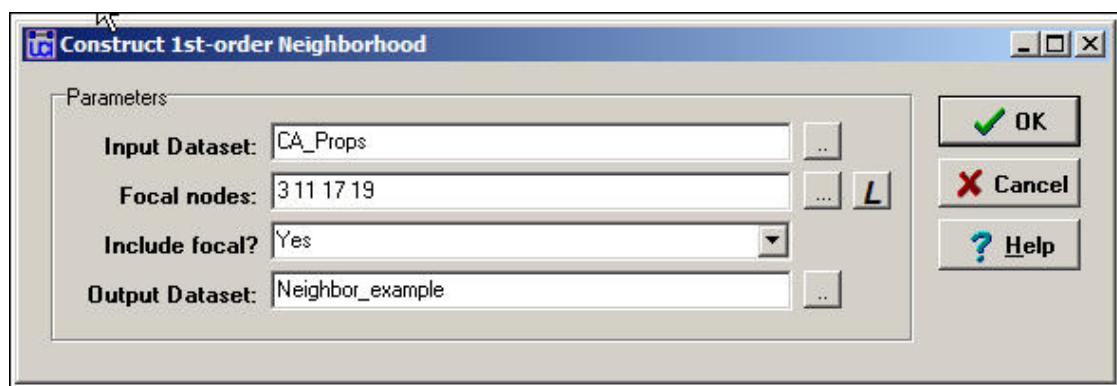 Construct 1st-order Neighborhood
Parameters
Input Dataset: CA_Props ..
Focal nodes: 3 11 17 19 ... L
Include focal? Yes
Output Dataset: Neighbor_example ..
OK
Cancel
Help